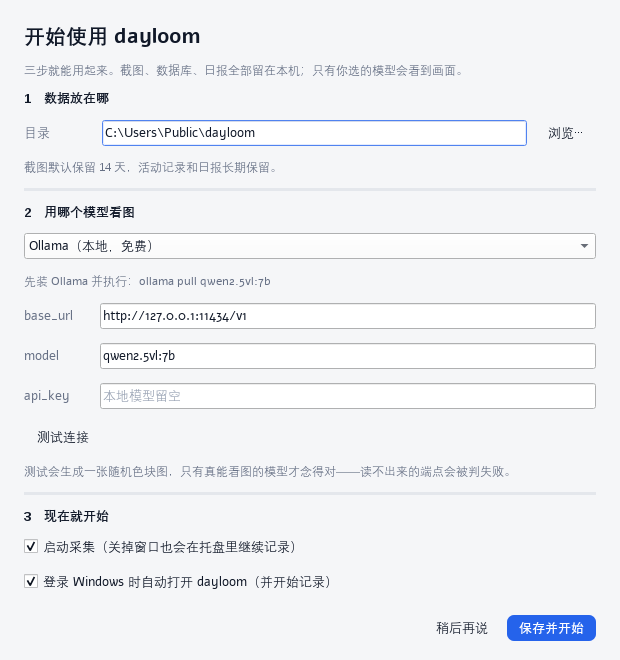 开始使用 dayloom
三步就能用起来。截图、数据库、日报全部留在本机；只有你选的模型会看到画面。
1 数据放在哪
目录 C:\Users\Public\dayloom 浏览…
截图默认保留 14 天，活动记录和日报长期保留。
2 用哪个模型看图
Ollama（本地，免费）
先装 Ollama 并执行：ollama pull qwen2.5vl:7b
base_url http://127.0.0.1:11434/v1
model qwen2.5vl:7b
api_key 本地模型留空
测试连接
测试会生成一张随机色块图，只有真能看图的模型才念得对——读不出来的端点会被判失败。
3 现在就开始
启动采集（关掉窗口也会在托盘里继续记录）
登录 Windows 时自动打开 dayloom（并开始记录）
稍后再说 保存并开始